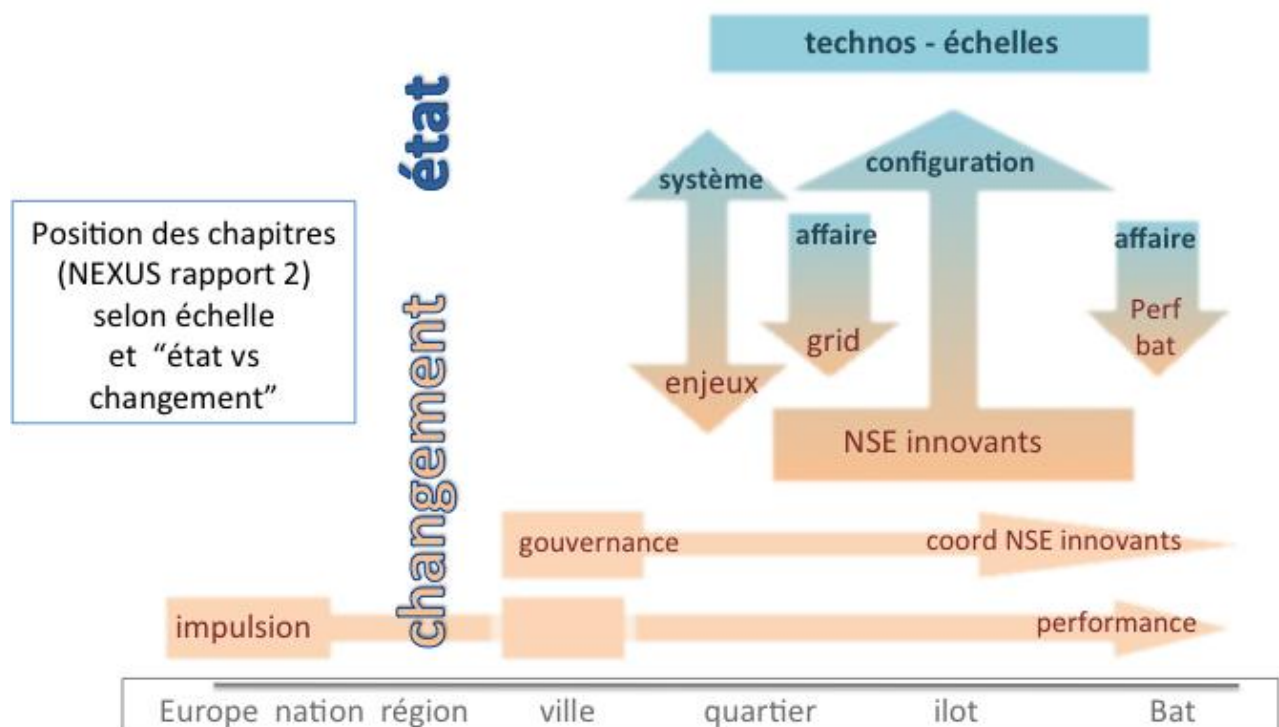 technos - échelles
état
système
configuration
affaire
affaire
Position des chapitres
(NEXUS rapport 2)
selon échelle
et “état vs
changement”
changement
grid
Perf
bat
enjeux
NSE innovants
gouvernance
coord NSE innovants
impulsion
performance
Europe nation région ville quartier ilot Bat